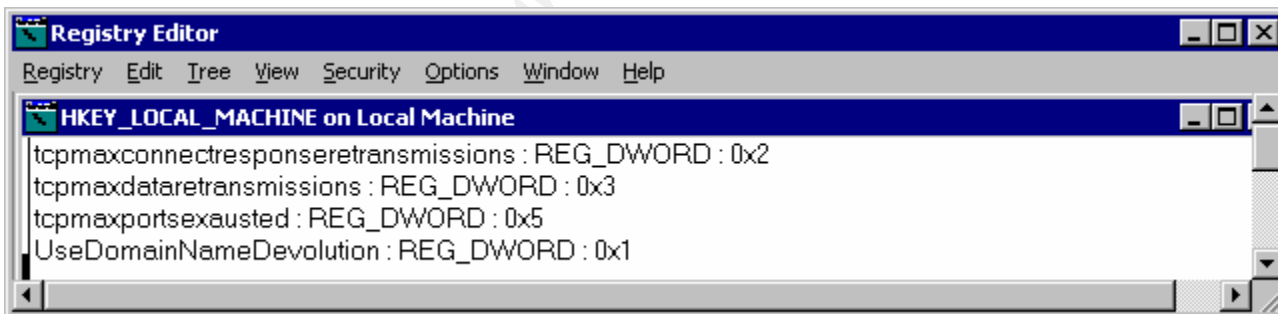 Registry Editor
Registry Edit Tree View Security Options Window Help
HKEY_LOCAL_MACHINE on Local Machine
tcpmaxconnectresponseretransmissions : REG_DWORD : 0x2
tcpmaxdataretransmissions : REG_DWORD : 0x3
tcpmaxportsexausted : REG_DWORD : 0x5
UseDomainNameDevolution : REG_DWORD : 0x1